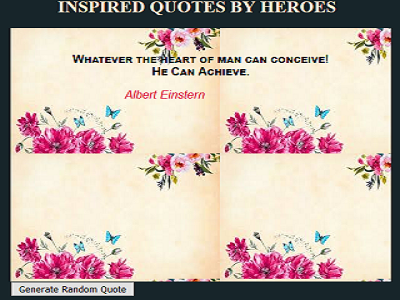 INSPIRED QUOTES BY HEROES
Whatever the heart of man can conceive!
He Can Achieve.
Albert Einstern
Generate Random Quote